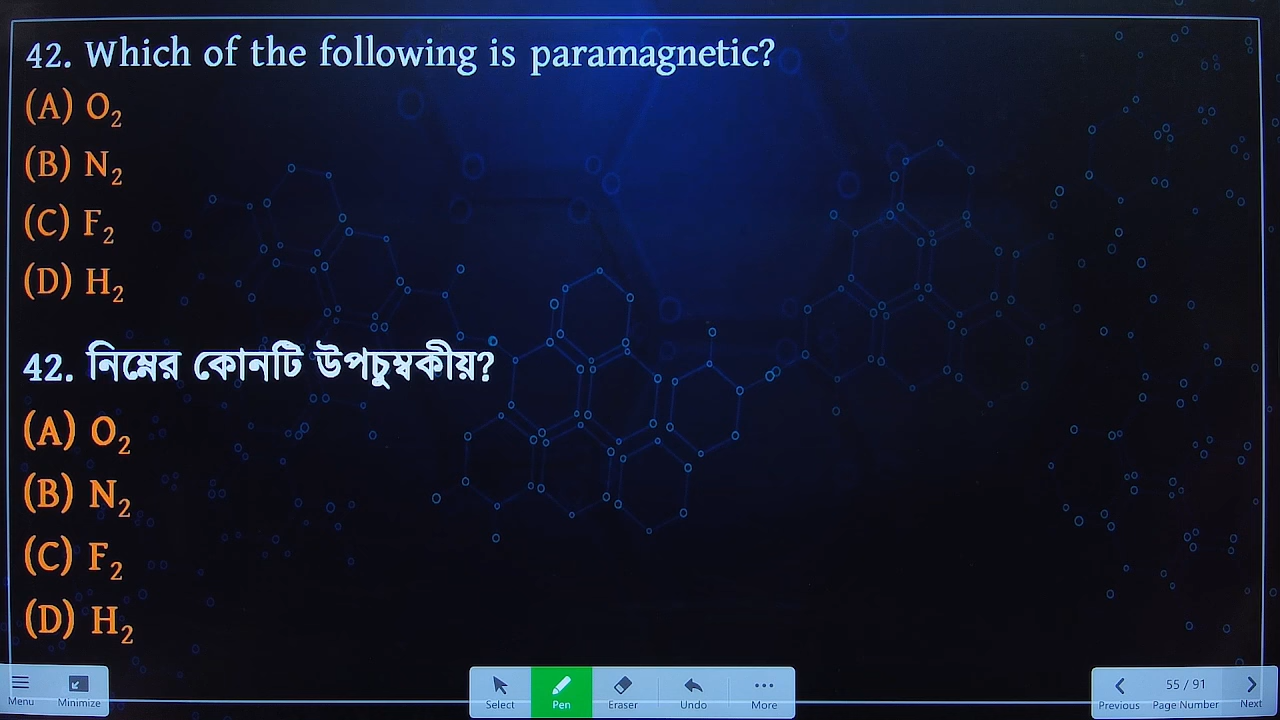 42. Which of the following is paramagnetic?
(A) O₂
(B) N₂
(C) F₂
(D) H₂
42. নিম্নের কোনটি উপচুম্বকীয়?
(A) O₂
(B) N₂
(C) F₂
(D) H₂
Menu Minimize Select Pen Eraser Undo More Previous 55 / 91 Page Number Next